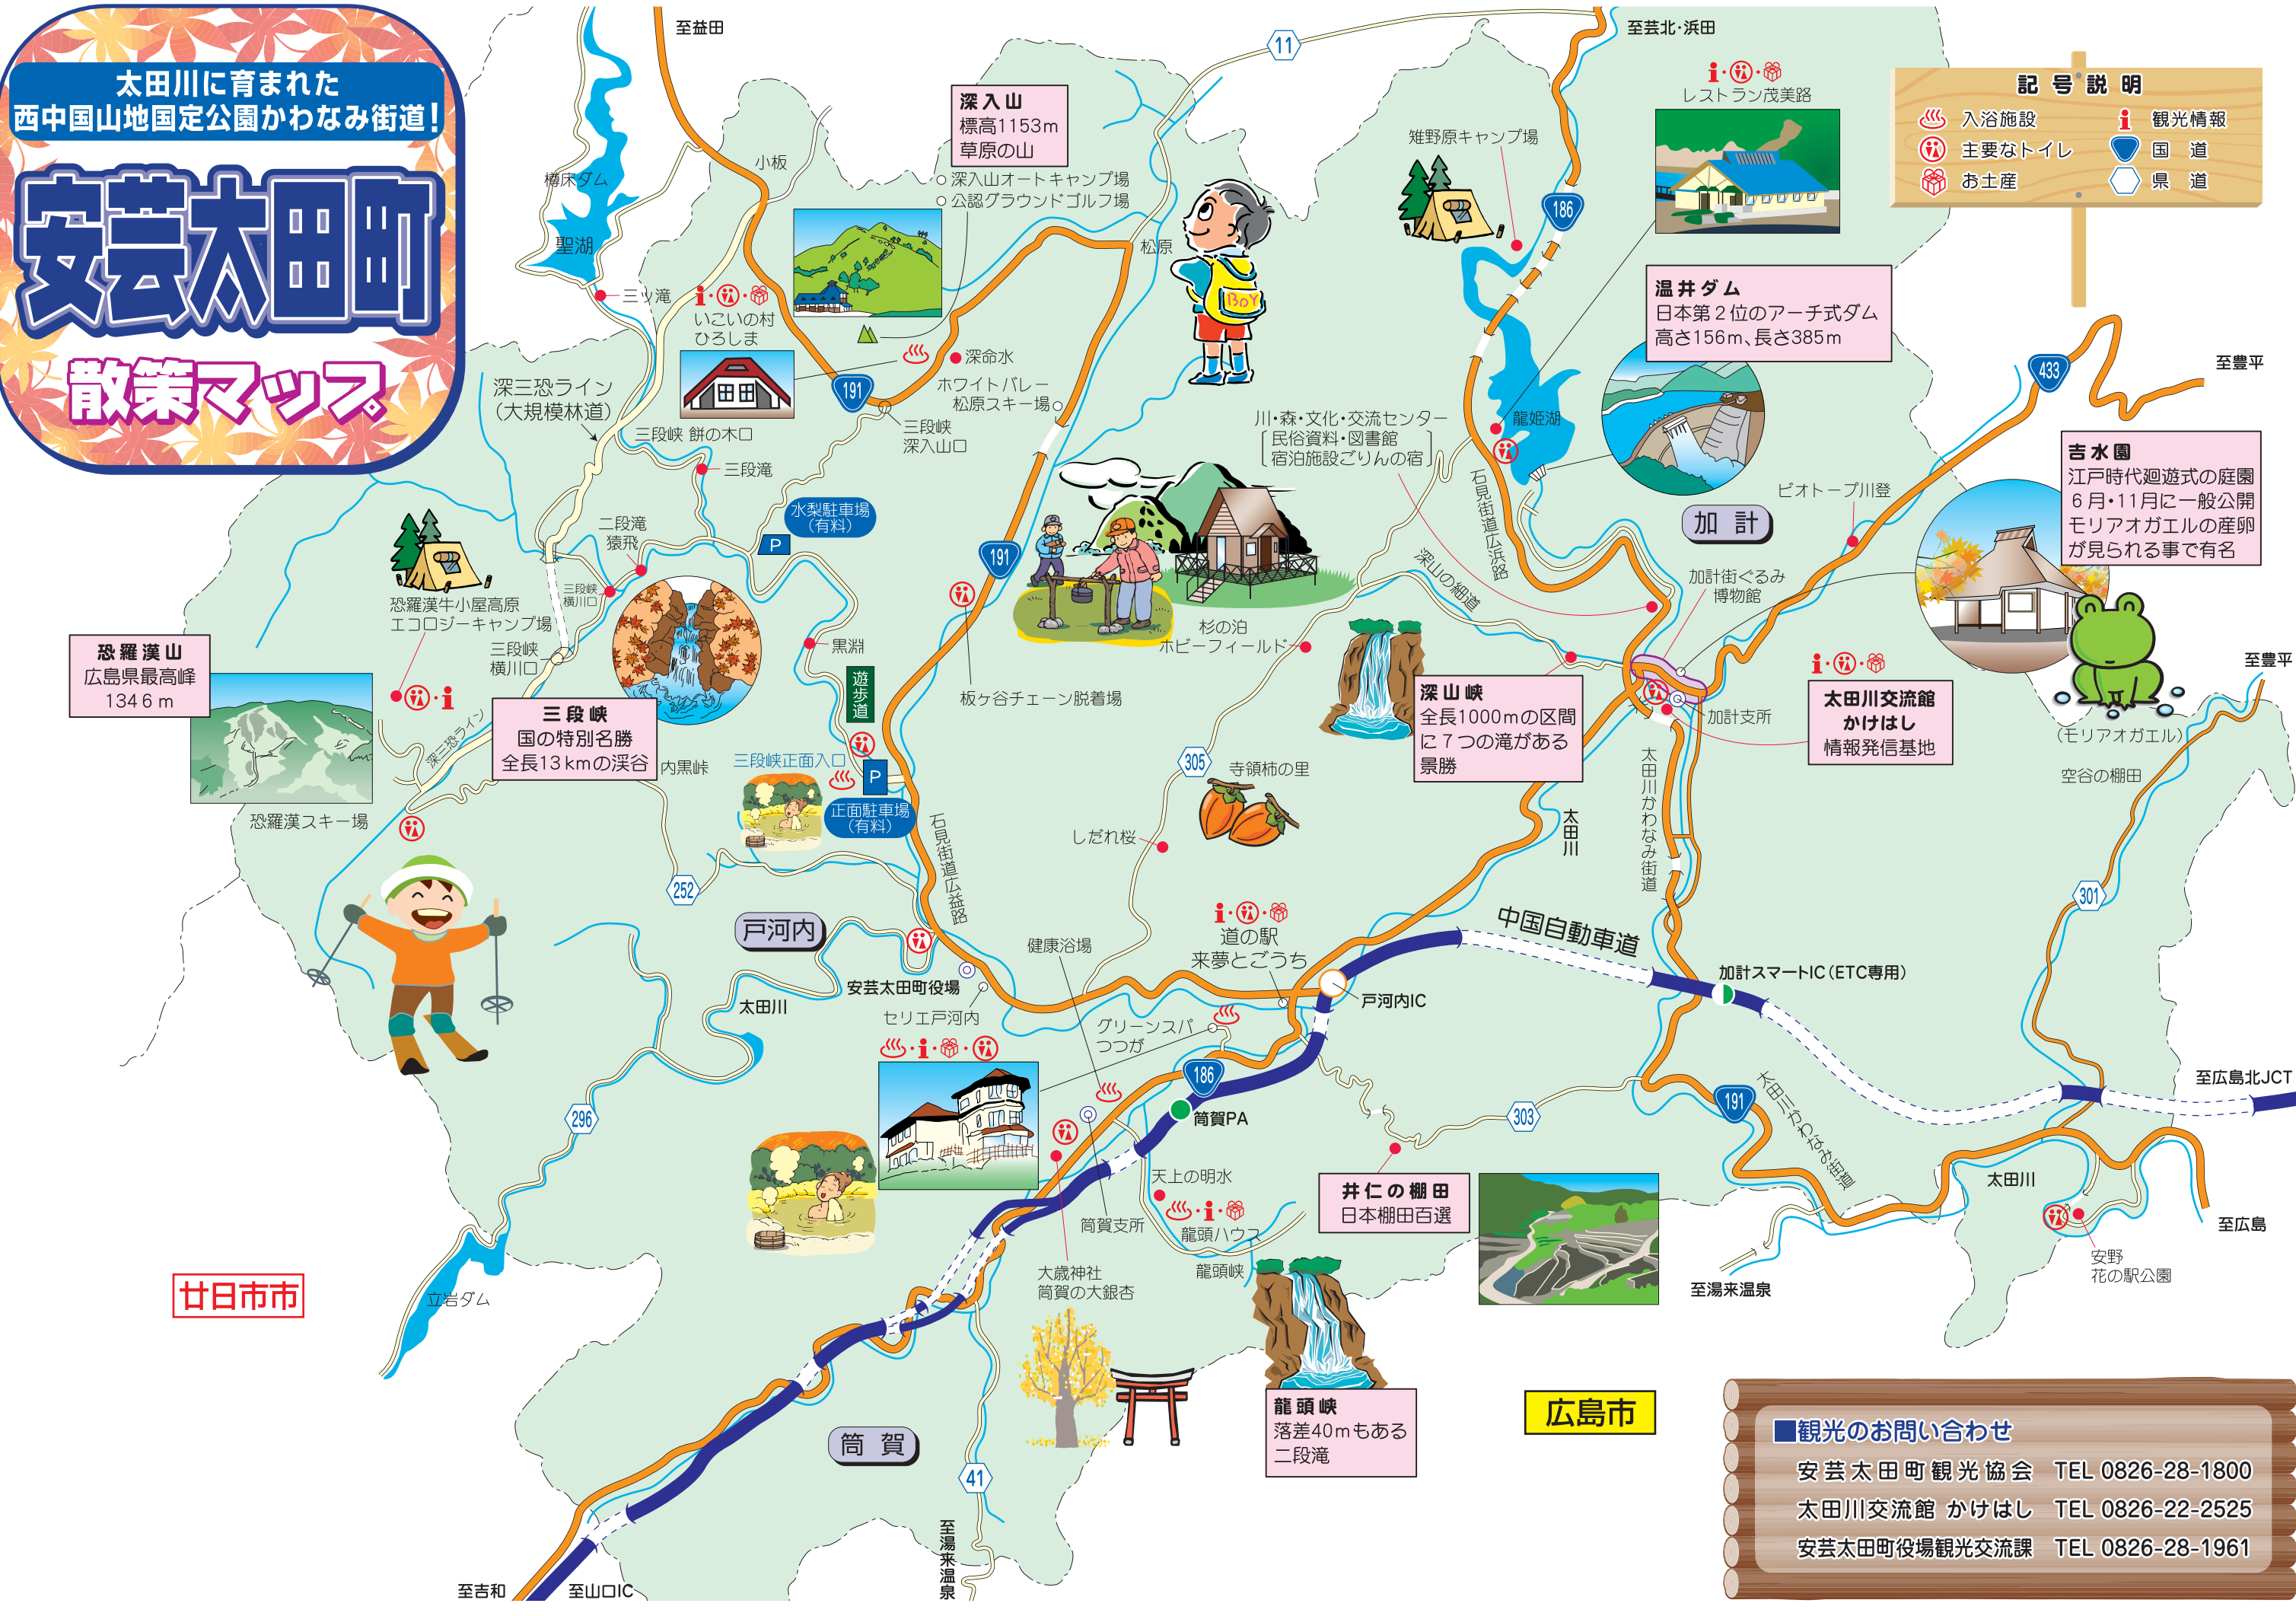 太田川に育まれた
西中国山地国定公園かわなみ街道！
安芸太田町
散策マップ
至益田
小板
樽床ダム
聖湖
三ッ滝
いこいの村
ひろしま
深入山
標高1153m
草原の山
深入山オートキャンプ場
公認グラウンドゴルフ場
11
松原
至芸北・浜田
雉野原キャンプ場
186
レストラン茂美路
記号説明
入浴施設
観光情報
主要なトイレ
国道
お土産
県道
BOY
温井ダム
日本第２位のアーチ式ダム
高さ156m、長さ385m
深命水
ホワイトバレー
松原スキー場
191
三段峡
深入山口
深三恐ライン
（大規模林道）
三段峡 餅の木口
三段滝
水梨駐車場
（有料）
P
二段滝
猿飛
三段峡
横川口
三段峡
横川口
恐羅漢牛小屋高原
エコロジーキャンプ場
恐羅漢山
広島県最高峰
1346ｍ
恐羅漢スキー場
深三恐ライン
三段峡
国の特別名勝
全長13kmの渓谷
内黒峠
黒淵
遊歩道
三段峡正面入口
P
正面駐車場
（有料）
石見街道広益路
191
板ヶ谷チェーン脱着場
川・森・文化・交流センター
民俗資料・図書館
宿泊施設ごりんの宿
龍姫湖
石見街道広浜路
加計
ビオトープ川登
433
至豊平
吉水園
江戸時代廻遊式の庭園
６月・11月に一般公開
モリアオガエルの産卵
が見られる事で有名
（モリアオガエル）
至豊平
空谷の棚田
301
加計街ぐるみ
博物館
加計支所
太田川交流館
かけはし
情報発信基地
深山の細道
杉の泊
ホビーフィールド
深山峡
全長1000mの区間
に７つの滝がある
景勝
305
寺領柿の里
しだれ桜
太田川
太田川かわなみ街道
252
戸河内
安芸太田町役場
セリエ戸河内
太田川
296
立岩ダム
廿日市市
健康浴場
道の駅
来夢とごうち
戸河内IC
中国自動車道
加計スマートIC（ETC専用）
グリーンスパ
つつが
186
筒賀PA
303
191
太田川かわなみ街道
至広島北JCT
太田川
至広島
安野
花の駅公園
至湯来温泉
井仁の棚田
日本棚田百選
天上の明水
龍頭ハウス
龍頭峡
筒賀支所
大歳神社
筒賀の大銀杏
龍頭峡
落差40mもある
二段滝
広島市
筒賀
41
至湯来温泉
至吉和
至山口IC
■観光のお問い合わせ
安芸太田町観光協会 TEL 0826-28-1800
太田川交流館 かけはし TEL 0826-22-2525
安芸太田町役場観光交流課 TEL 0826-28-1961